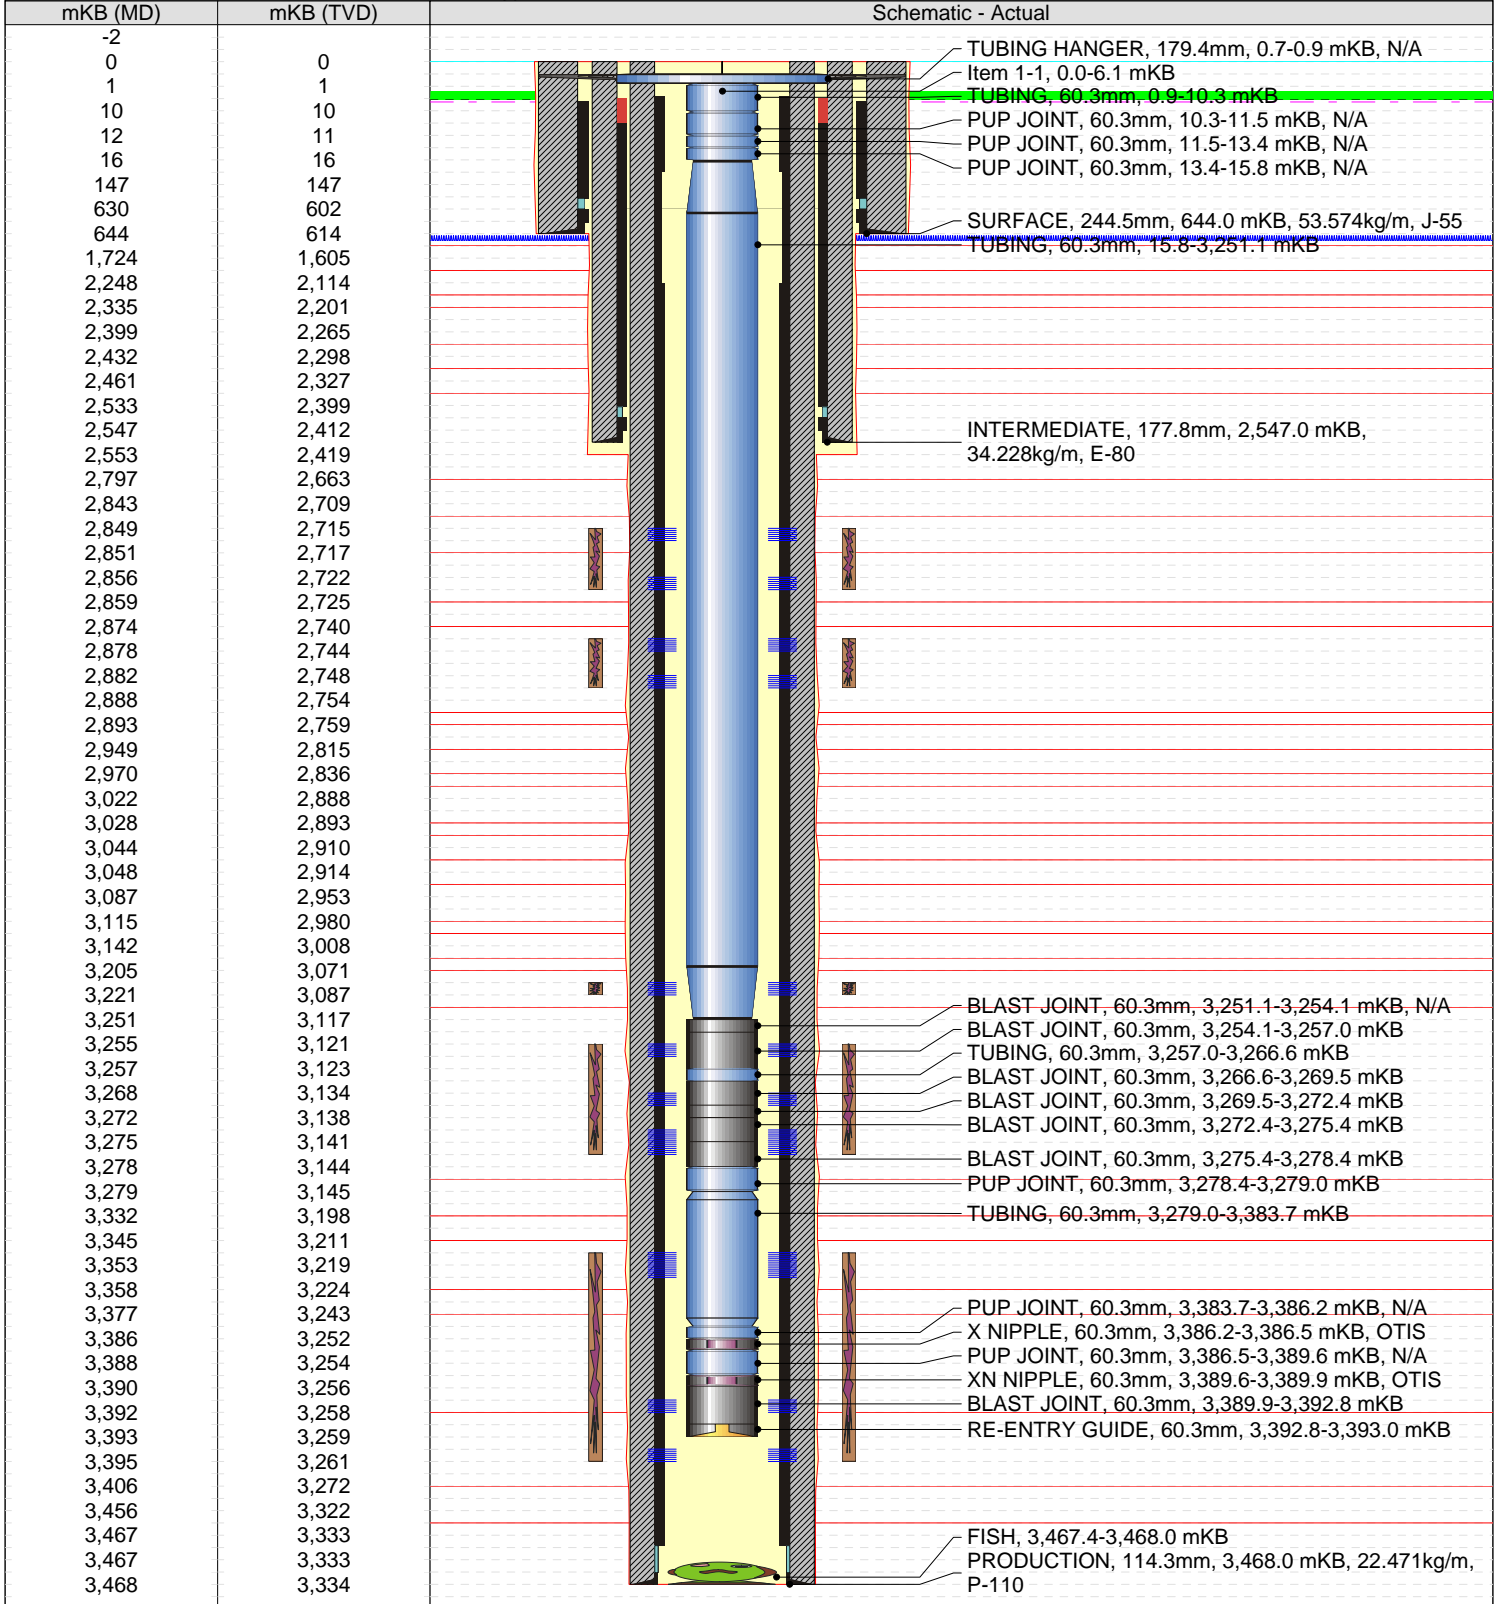 mKB (MD) mKB (TVD) Schematic - Actual
-2
0 0
1 1
10 10
12 11
16 16
147 147
630 602
644 614
1,724 1,605
2,248 2,114
2,335 2,201
2,399 2,265
2,432 2,298
2,461 2,327
2,533 2,399
2,547 2,412
2,553 2,419
2,797 2,663
2,843 2,709
2,849 2,715
2,851 2,717
2,856 2,722
2,859 2,725
2,874 2,740
2,878 2,744
2,882 2,748
2,888 2,754
2,893 2,759
2,949 2,815
2,970 2,836
3,022 2,888
3,028 2,893
3,044 2,910
3,048 2,914
3,087 2,953
3,115 2,980
3,142 3,008
3,205 3,071
3,221 3,087
3,251 3,117
3,255 3,121
3,257 3,123
3,268 3,134
3,272 3,138
3,275 3,141
3,278 3,144
3,279 3,145
3,332 3,198
3,345 3,211
3,353 3,219
3,358 3,224
3,377 3,243
3,386 3,252
3,388 3,254
3,390 3,256
3,392 3,258
3,393 3,259
3,395 3,261
3,406 3,272
3,456 3,322
3,467 3,333
3,467 3,333
3,468 3,334
TUBING HANGER, 179.4mm, 0.7-0.9 mKB, N/A
Item 1-1, 0.0-6.1 mKB
TUBING, 60.3mm, 0.9-10.3 mKB
PUP JOINT, 60.3mm, 10.3-11.5 mKB, N/A
PUP JOINT, 60.3mm, 11.5-13.4 mKB, N/A
PUP JOINT, 60.3mm, 13.4-15.8 mKB, N/A
SURFACE, 244.5mm, 644.0 mKB, 53.574kg/m, J-55
TUBING, 60.3mm, 15.8-3,251.1 mKB
INTERMEDIATE, 177.8mm, 2,547.0 mKB,
34.228kg/m, E-80
BLAST JOINT, 60.3mm, 3,251.1-3,254.1 mKB, N/A
BLAST JOINT, 60.3mm, 3,254.1-3,257.0 mKB
TUBING, 60.3mm, 3,257.0-3,266.6 mKB
BLAST JOINT, 60.3mm, 3,266.6-3,269.5 mKB
BLAST JOINT, 60.3mm, 3,269.5-3,272.4 mKB
BLAST JOINT, 60.3mm, 3,272.4-3,275.4 mKB
BLAST JOINT, 60.3mm, 3,275.4-3,278.4 mKB
PUP JOINT, 60.3mm, 3,278.4-3,279.0 mKB
TUBING, 60.3mm, 3,279.0-3,383.7 mKB
PUP JOINT, 60.3mm, 3,383.7-3,386.2 mKB, N/A
X NIPPLE, 60.3mm, 3,386.2-3,386.5 mKB, OTIS
PUP JOINT, 60.3mm, 3,386.5-3,389.6 mKB, N/A
XN NIPPLE, 60.3mm, 3,389.6-3,389.9 mKB, OTIS
BLAST JOINT, 60.3mm, 3,389.9-3,392.8 mKB
RE-ENTRY GUIDE, 60.3mm, 3,392.8-3,393.0 mKB
FISH, 3,467.4-3,468.0 mKB
PRODUCTION, 114.3mm, 3,468.0 mKB, 22.471kg/m,
P-110